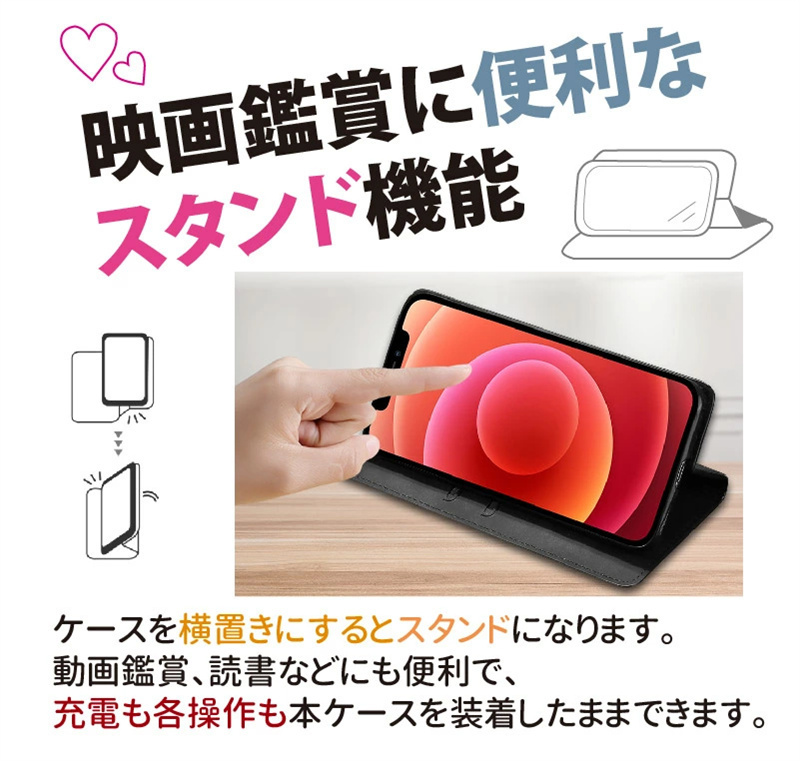 映画鑑賞に便利な
スタンド機能
ケースを横置きにするとスタンドになります。
動画鑑賞、読書などにも便利で、
充電も各操作も本ケースを装着したままできます。